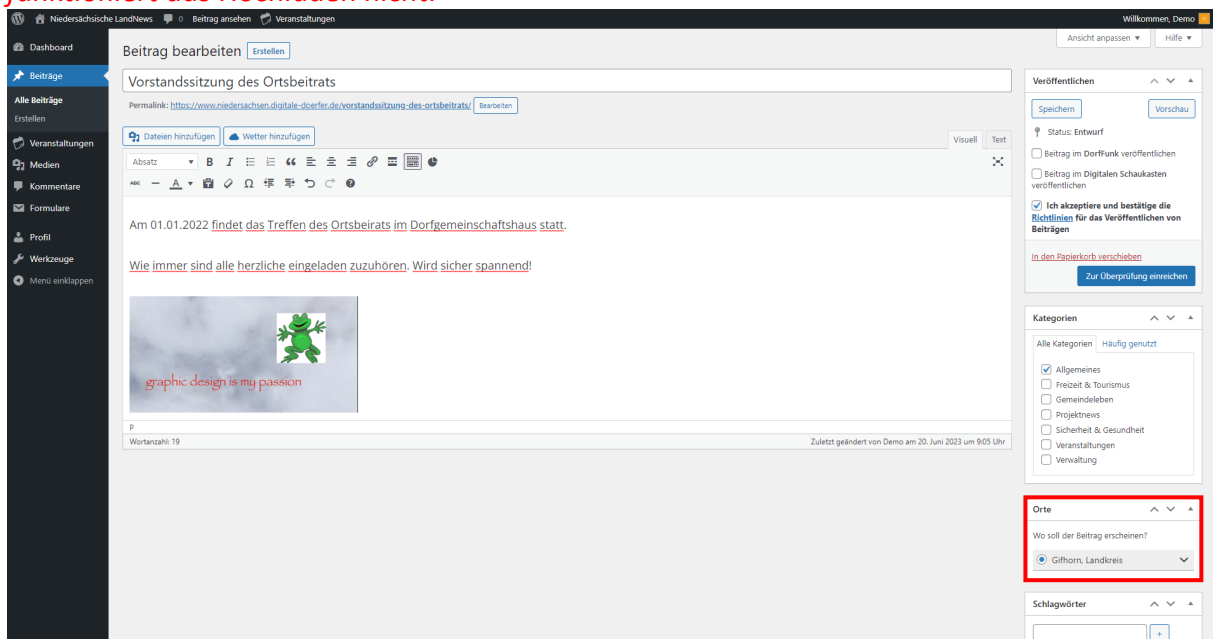 funktioniert das Hochladen nicht.
Niedersächsische LandNews 0 Beitrag ansehen Veranstaltungen Willkommen, Demo
Ansicht anpassen Hilfe
Dashboard
Beiträge
Alle Beiträge
Erstellen
Veranstaltungen
Medien
Kommentare
Formulare
Profil
Werkzeuge
Menü einklappen
Beitrag bearbeiten Erstellen
Vorstandssitzung des Ortsbeitrats
Permalink: https://www.niedersachsen.digitale-doerfer.de/vorstandssitzung-des-ortsbeitrats/ Bearbeiten
Dateien hinzufügen Wetter hinzufügen
Visuell Text
Absatz B I
ABC A Ω
Am 01.01.2022 findet das Treffen des Ortsbeirats im Dorfgemeinschaftshaus statt.
Wie immer sind alle herzliche eingeladen zuzuhören. Wird sicher spannend!
graphic design is my passion
p
Wortanzahl: 19 Zuletzt geändert von Demo am 20. Juni 2023 um 9:05 Uhr
Veröffentlichen
Speichern Vorschau
Status: Entwurf
Beitrag im DorfFunk veröffentlichen
Beitrag im Digitalen Schaukasten
veröffentlichen
Ich akzeptiere und bestätige die
Richtlinien für das Veröffentlichen von
Beiträgen
In den Papierkorb verschieben
Zur Überprüfung einreichen
Kategorien
Alle Kategorien Häufig genutzt
Allgemeines
Freizeit & Tourismus
Gemeindeleben
Projektnews
Sicherheit & Gesundheit
Veranstaltungen
Verwaltung
Orte
Wo soll der Beitrag erscheinen?
Gifhorn, Landkreis
Schlagwörter
+